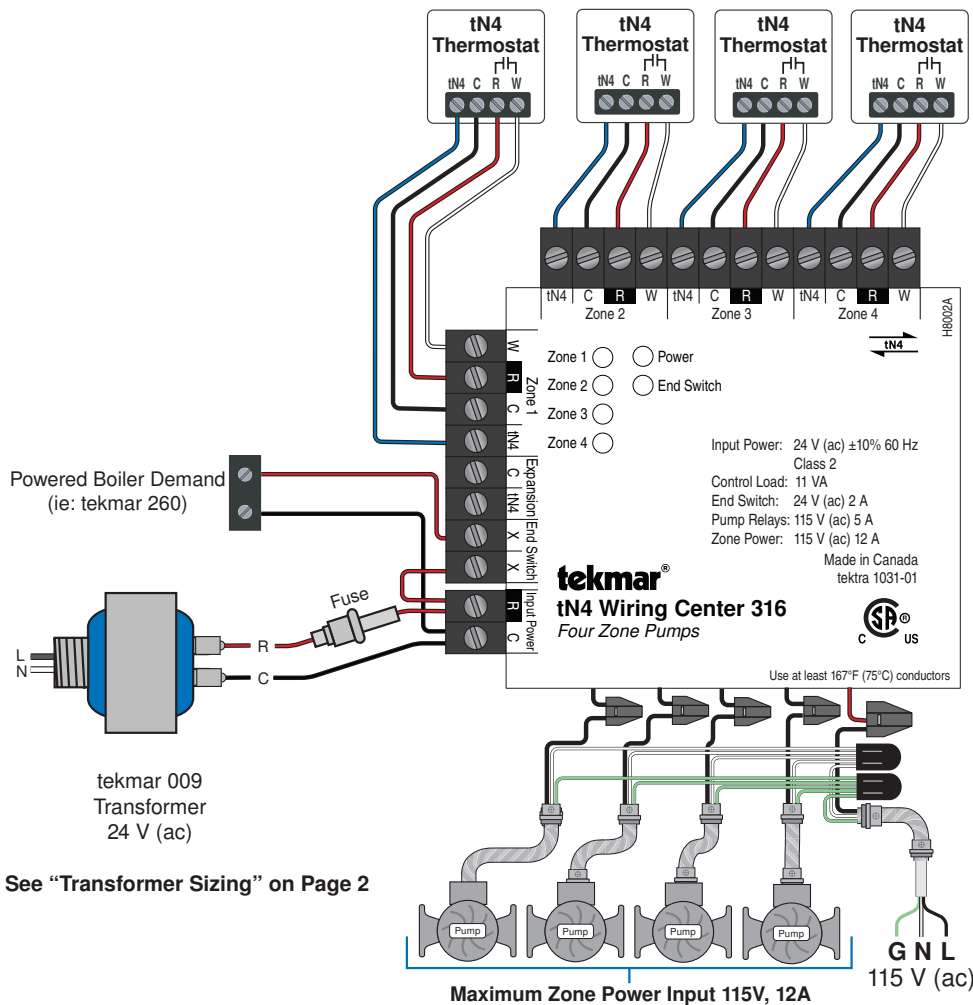 tN4
Thermostat
tN4 C R W
tN4
Thermostat
tN4 C R W
tN4
Thermostat
tN4 C R W
tN4
Thermostat
tN4 C R W
tN4 C R W tN4 C R W tN4 C R W
Zone 2 Zone 3 Zone 4
H8002A
tN4
W
R
C
tN4
Zone 1
C
tN4
Expansion
X
X
End Switch
R
C
Input Power
Zone 1
Zone 2
Zone 3
Zone 4
Power
End Switch
Input Power: 24 V (ac) ±10% 60 Hz
Class 2
Control Load: 11 VA
End Switch: 24 V (ac) 2 A
Pump Relays: 115 V (ac) 5 A
Zone Power: 115 V (ac) 12 A
Made in Canada
tektra 1031-01
tekmar®
tN4 Wiring Center 316
Four Zone Pumps
C SA ® US
Use at least 167°F (75°C) conductors
Powered Boiler Demand
(ie: tekmar 260)
Fuse
L
N
R
C
tekmar 009
Transformer
24 V (ac)
See “Transformer Sizing” on Page 2
Pump
Pump
Pump
Pump
G N L
115 V (ac)
Maximum Zone Power Input 115V, 12A